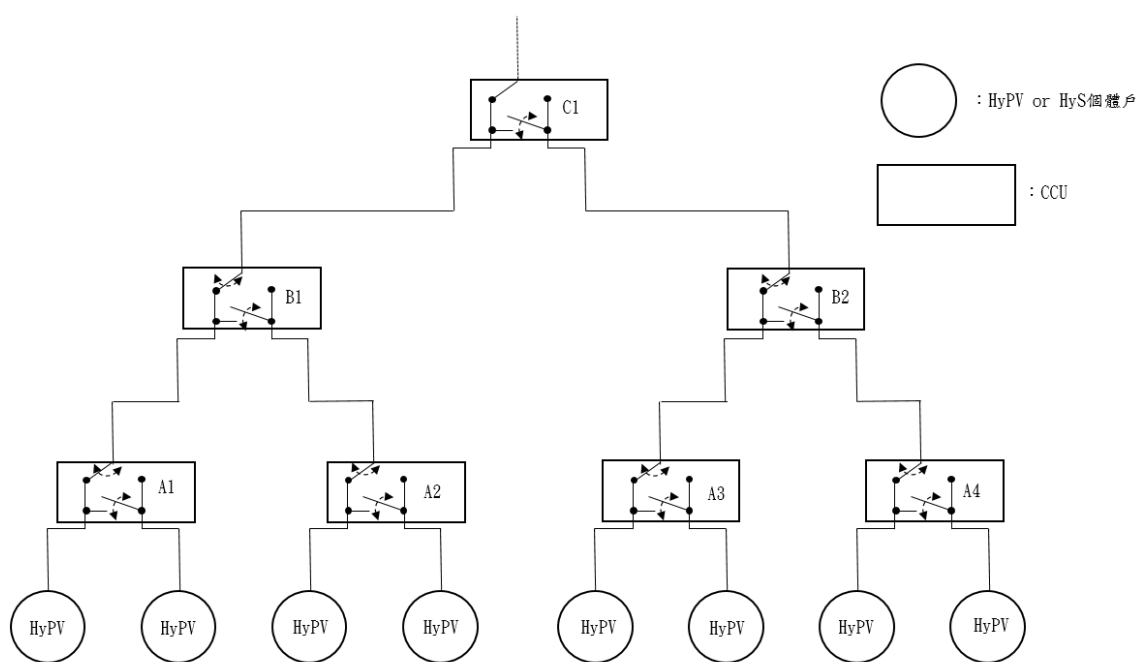 C1
：HyPV or HyS個體戶
：CCU
B1
B2
A1
A2
A3
A4
HyPV
HyPV
HyPV
HyPV
HyPV
HyPV
HyPV
HyPV